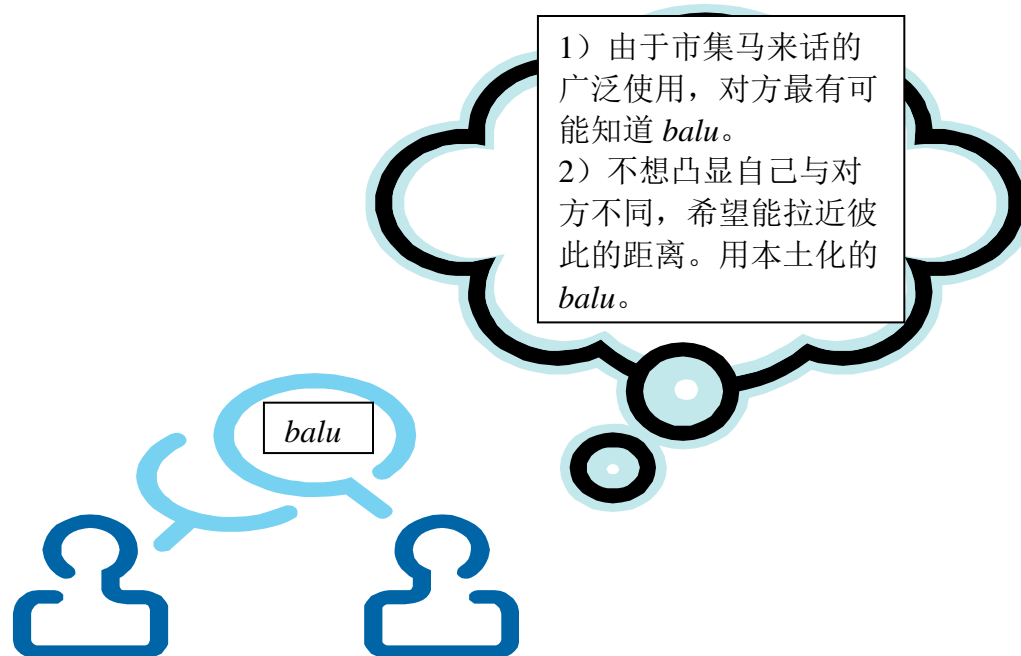 1）由于市集马来话的
广泛使用，对方最有可
能知道 balu。
2）不想凸显自己与对
方不同，希望能拉近彼
此的距离。用本土化的
balu。
balu